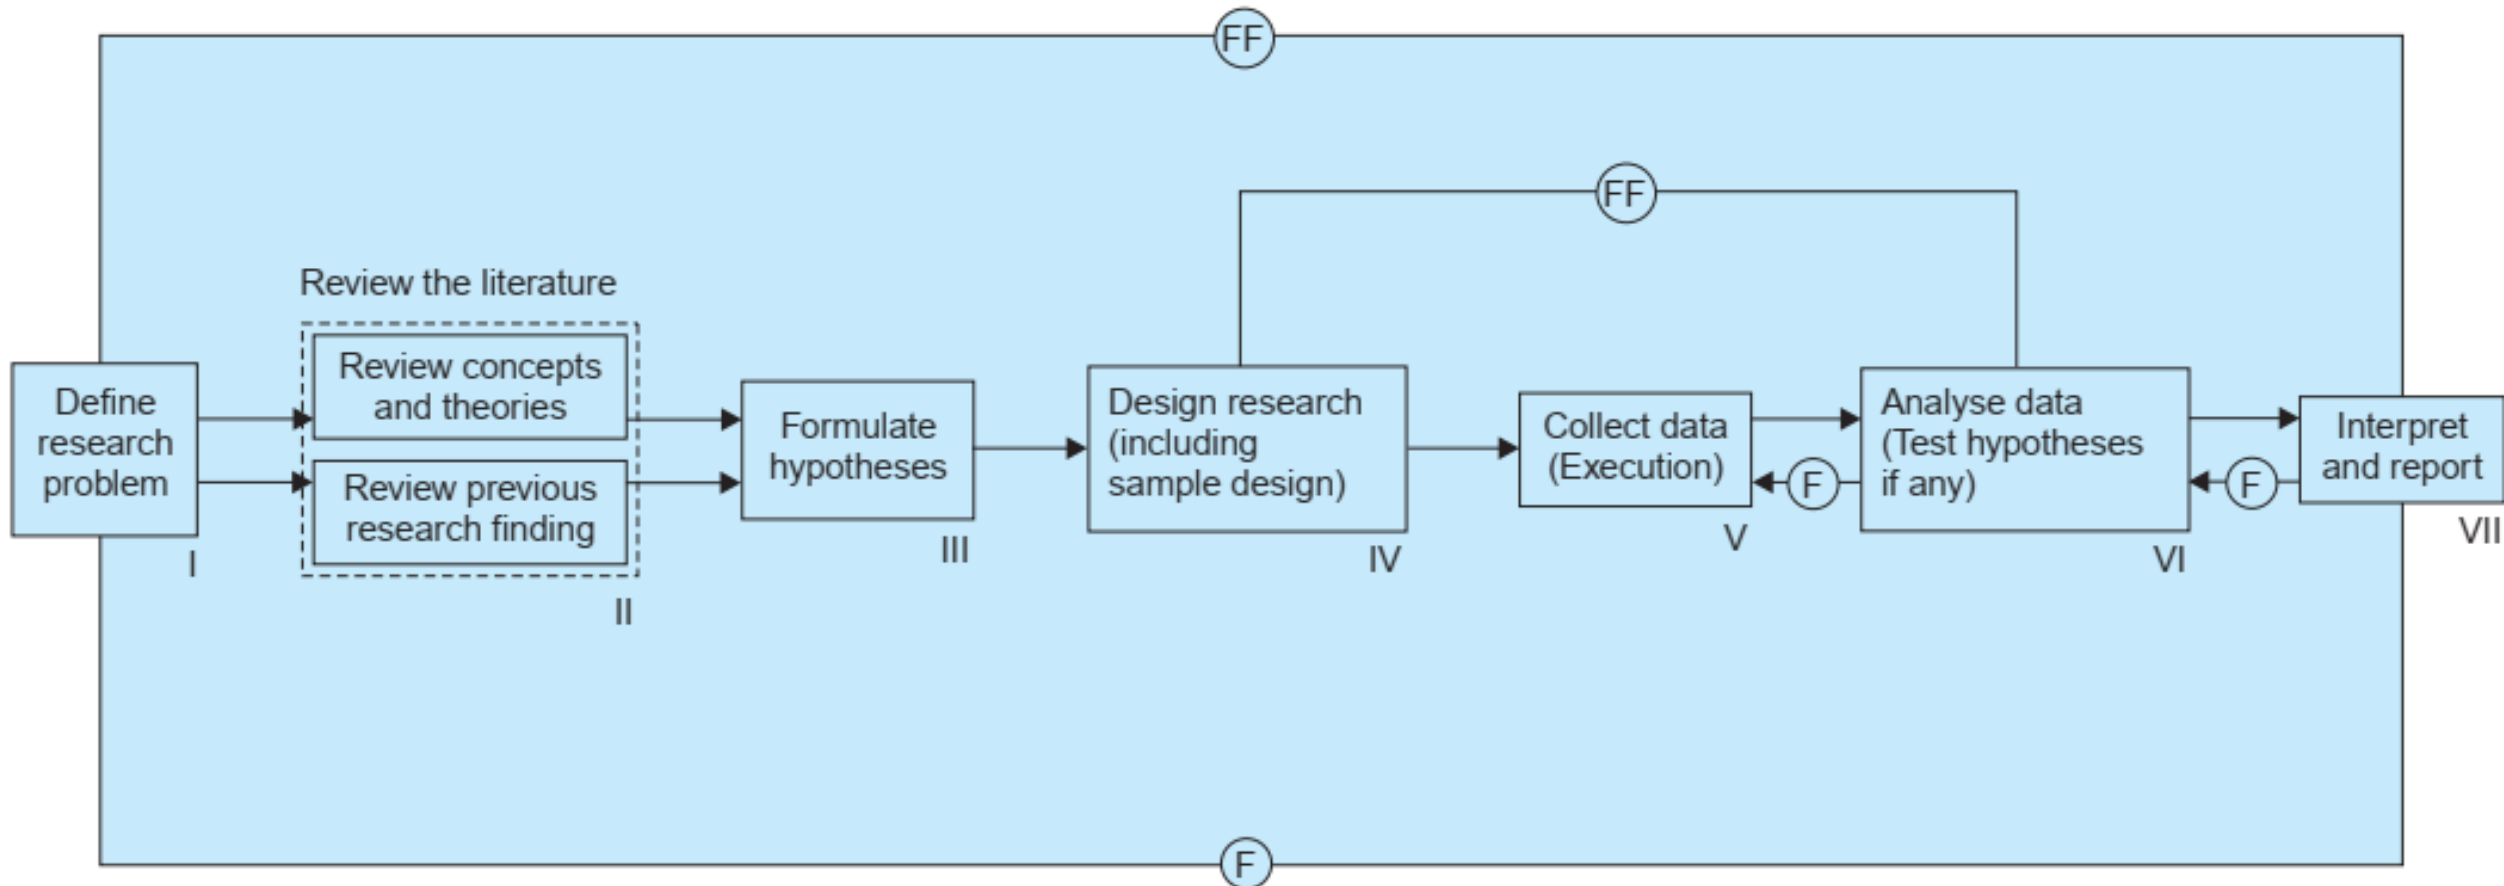 FF
FF
Review the literature
Define
research
problem
I
Review concepts
and theories
Review previous
research finding
II
Formulate
hypotheses
III
Design research
(including
sample design)
IV
Collect data
(Execution)
V
F
Analyse data
(Test hypotheses
if any)
VI
F
Interpret
and report
VII
F